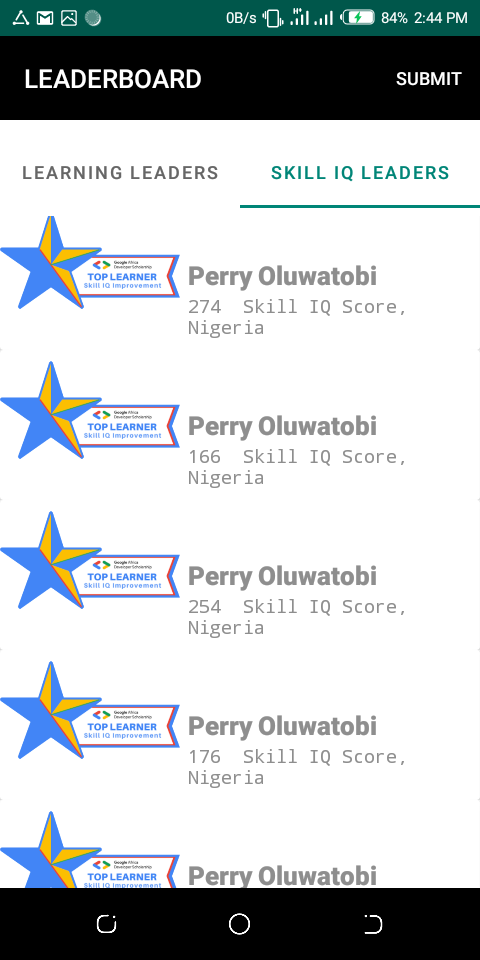 0B/s H+ 84% 2:44 PM
LEADERBOARD SUBMIT
LEARNING LEADERS SKILL IQ LEADERS
Google Africa
Developer Scholarship
TOP LEARNER
Skill IQ Improvement
Perry Oluwatobi
274 Skill IQ Score,
Nigeria
Google Africa
Developer Scholarship
TOP LEARNER
Skill IQ Improvement
Perry Oluwatobi
166 Skill IQ Score,
Nigeria
Google Africa
Developer Scholarship
TOP LEARNER
Skill IQ Improvement
Perry Oluwatobi
254 Skill IQ Score,
Nigeria
Google Africa
Developer Scholarship
TOP LEARNER
Skill IQ Improvement
Perry Oluwatobi
176 Skill IQ Score,
Nigeria
Google Africa
Developer Scholarship
TOP LEARNER
Skill IQ Improvement
Perry Oluwatobi